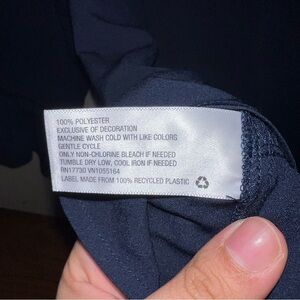 100% POLYESTER
EXCLUSIVE OF DECORATION
MACHINE WASH COLD WITH LIKE COLORS
GENTLE CYCLE
ONLY NON-CHLORINE BLEACH IF NEEDED
TUMBLE DRY LOW, COOL IRON IF NEEDED
RN17730 VN1055164
LABEL MADE FROM 100% RECYCLED PLASTIC